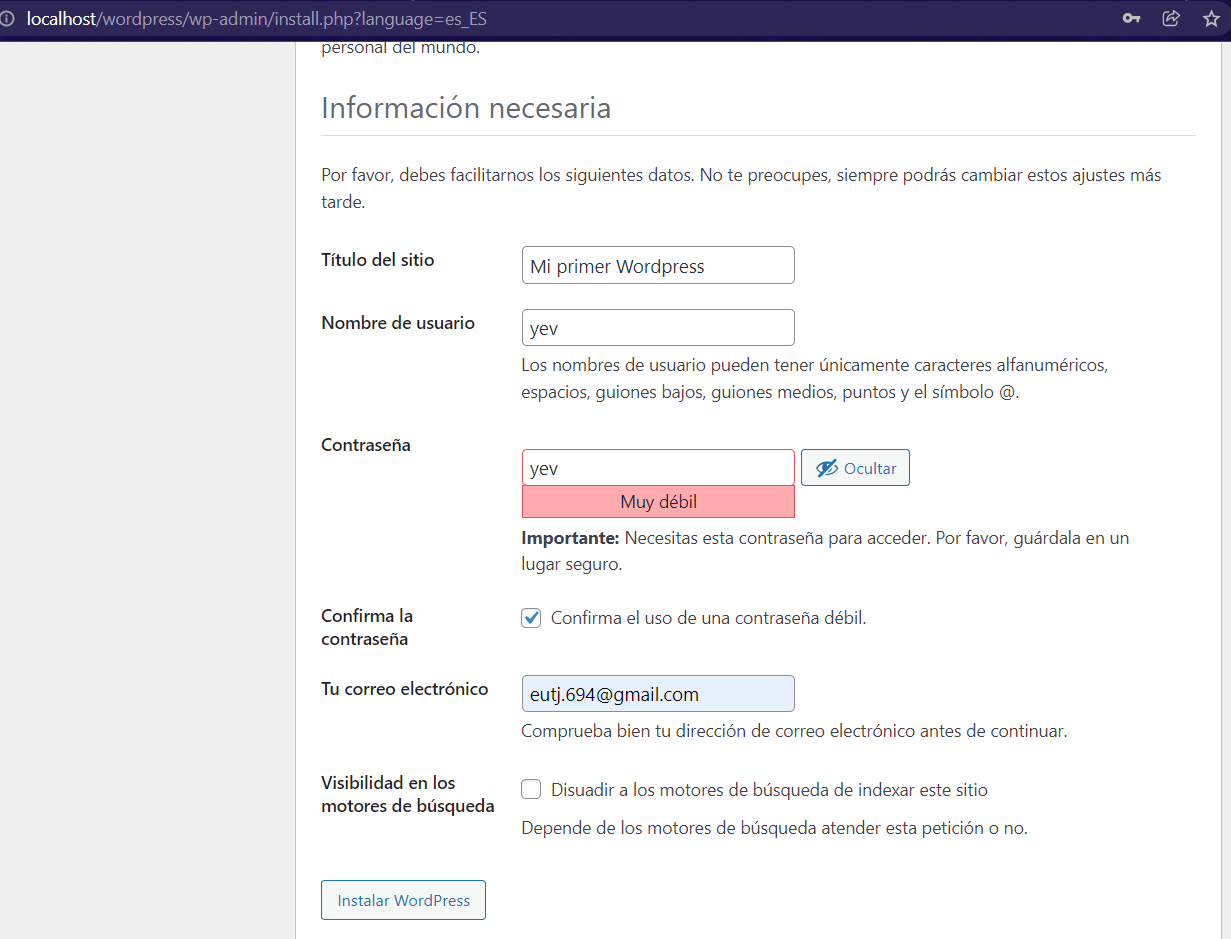 localhost/wordpress/wp-admin/install.php?language=es_ES
personal del mundo.
Información necesaria
Por favor, debes facilitarnos los siguientes datos. No te preocupes, siempre podrás cambiar estos ajustes más
tarde.
Título del sitio
Mi primer Wordpress
Nombre de usuario
yev
Los nombres de usuario pueden tener únicamente caracteres alfanuméricos,
espacios, guiones bajos, guiones medios, puntos y el símbolo @.
Contraseña
yev
Ocultar
Muy débil
Importante: Necesitas esta contraseña para acceder. Por favor, guárdala en un
lugar seguro.
Confirma la
contraseña
Confirma el uso de una contraseña débil.
Tu correo electrónico
eutj.694@gmail.com
Comprueba bien tu dirección de correo electrónico antes de continuar.
Visibilidad en los
motores de búsqueda
Disuadir a los motores de búsqueda de indexar este sitio
Depende de los motores de búsqueda atender esta petición o no.
Instalar WordPress